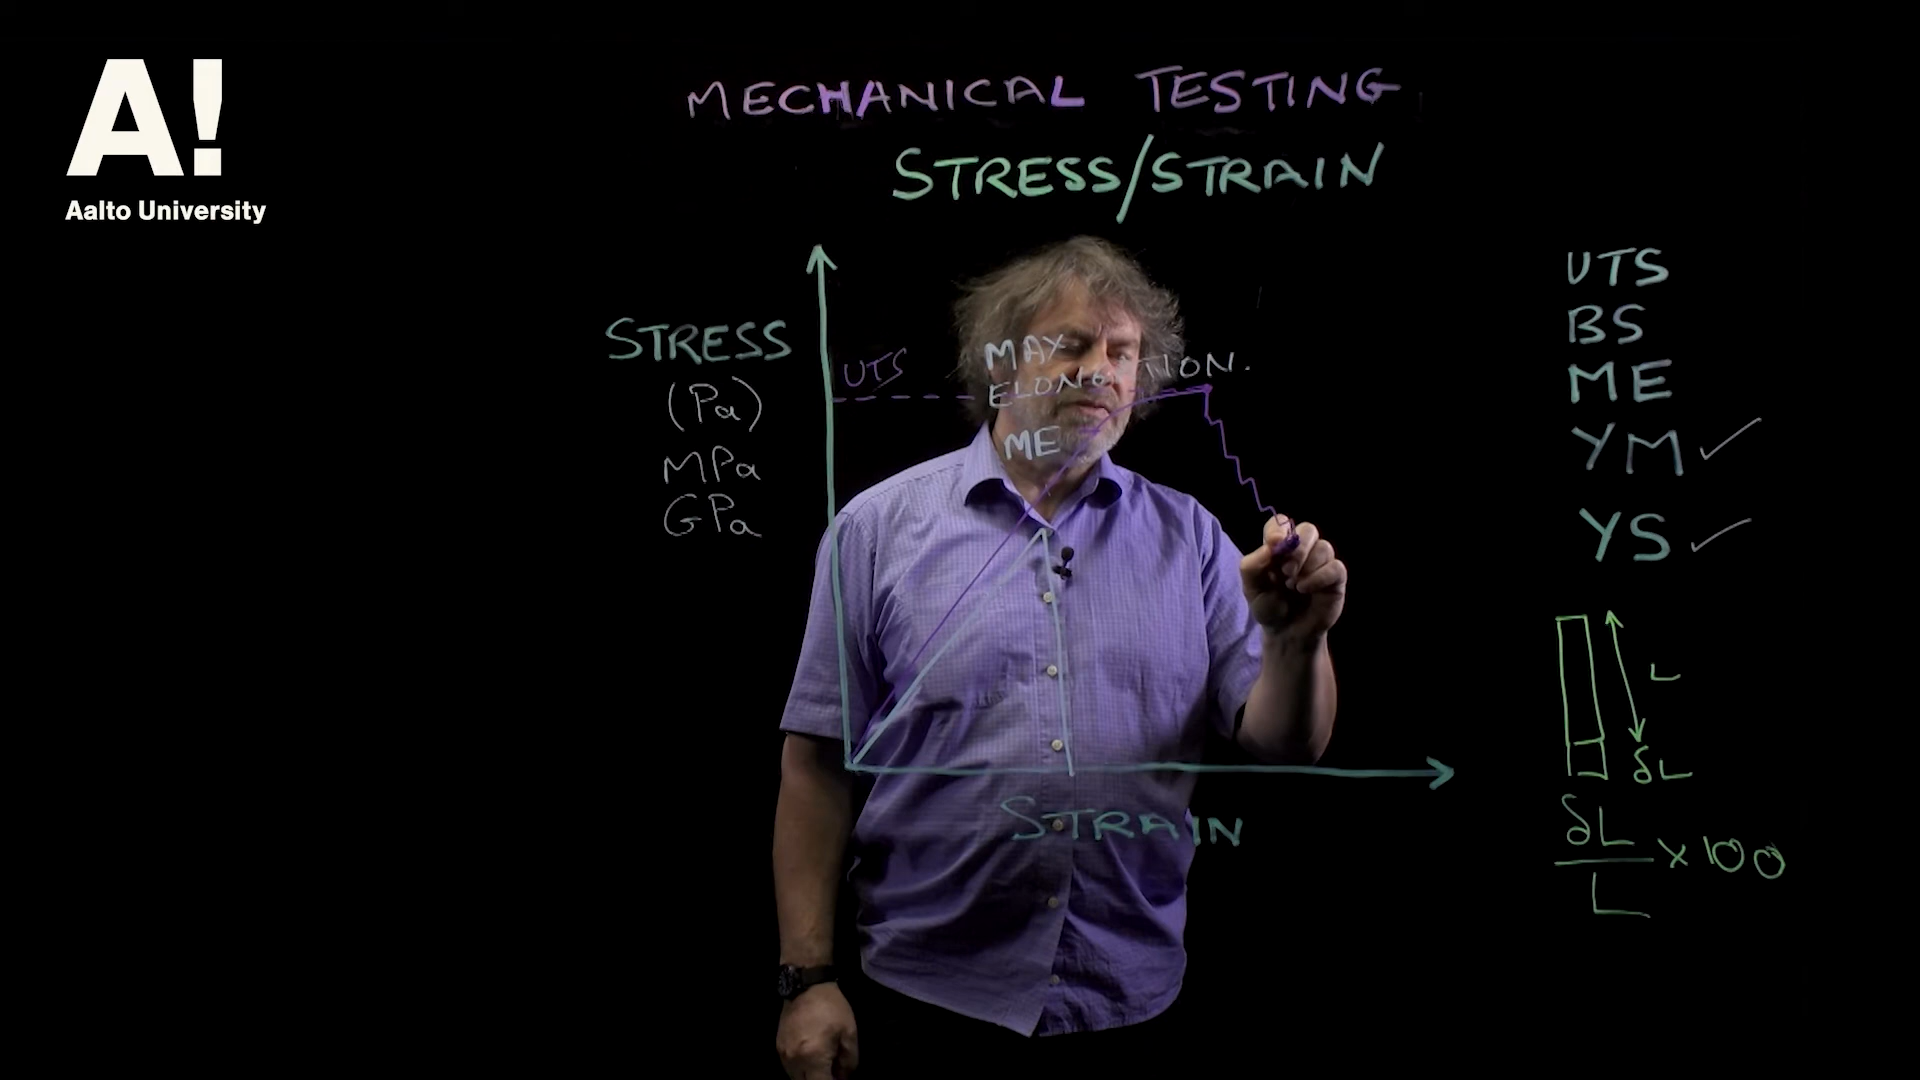 A!
Aalto University
MECHANICAL TESTING
STRESS/STRAIN
STRESS
(Pa)
MPa
GPa
UTS
MAX
ELONGATION.
ME
STRAIN
UTS
BS
ME
YM ✓
YS ✓
L
δL
δL
L
×100